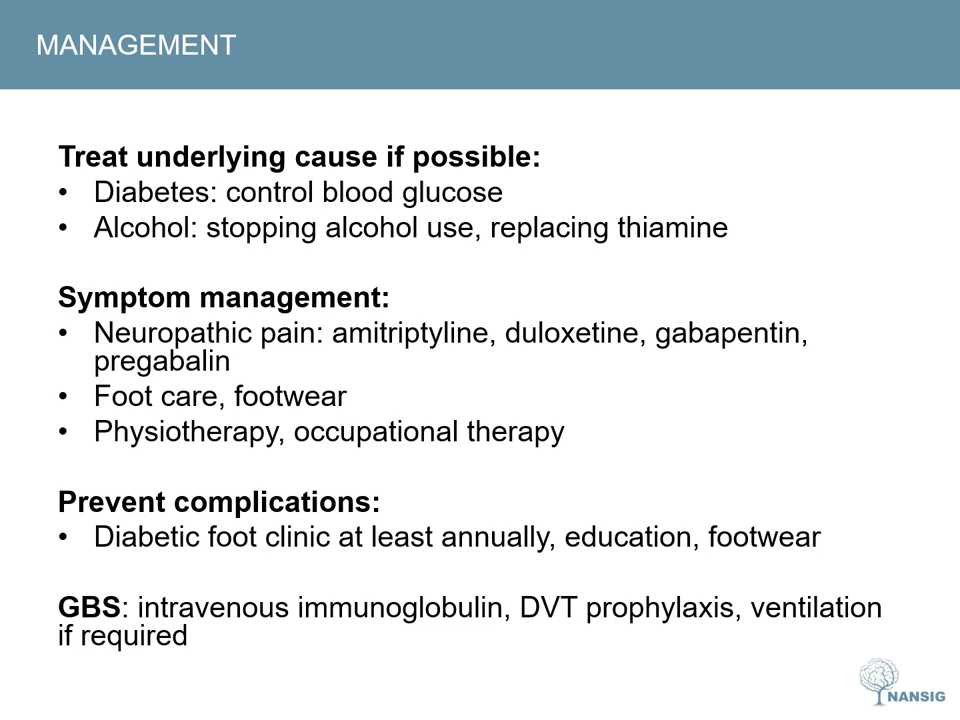 MANAGEMENT
Treat underlying cause if possible:
• Diabetes: control blood glucose
• Alcohol: stopping alcohol use, replacing thiamine
Symptom management:
• Neuropathic pain: amitriptyline, duloxetine, gabapentin,
pregabalin
• Foot care, footwear
• Physiotherapy, occupational therapy
Prevent complications:
• Diabetic foot clinic at least annually, education, footwear
GBS: intravenous immunoglobulin, DVT prophylaxis, ventilation
if required
NANSIG